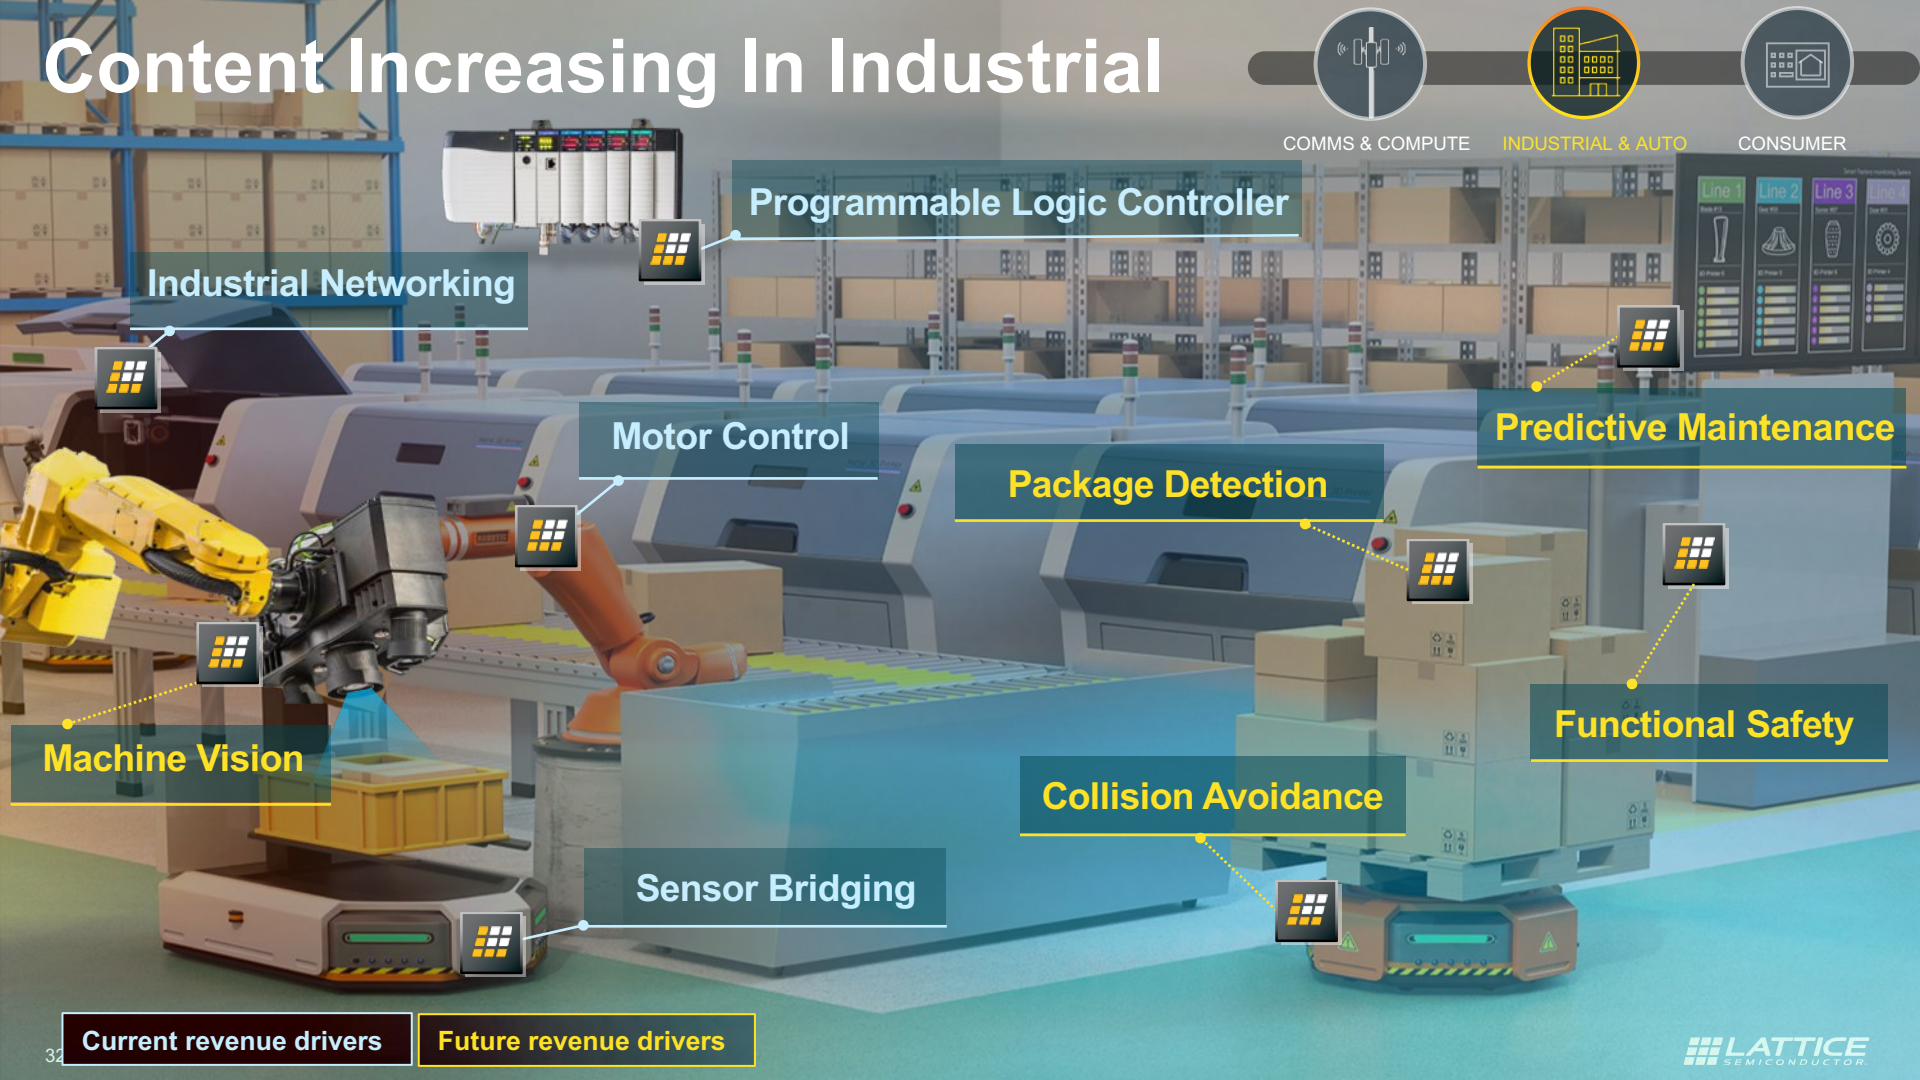 Content Increasing In Industrial
COMMS & COMPUTE
INDUSTRIAL & AUTO
CONSUMER
Programmable Logic Controller
Line 1
Line 2
Line 3
Line 4
Industrial Networking
Motor Control
Predictive Maintenance
Package Detection
Functional Safety
Machine Vision
Collision Avoidance
Sensor Bridging
Current revenue drivers
Future revenue drivers
32
LATTICE
SEMICONDUCTOR